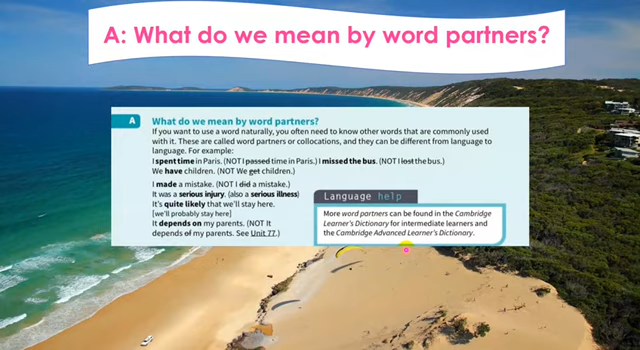 A: What do we mean by word partners?
A
What do we mean by word partners?
If you want to use a word naturally, you often need to know other words that are commonly used
with it. These are called word partners or collocations, and they can be different from language to
language. For example:
I spent time in Paris. (NOT I passed time in Paris.) I missed the bus. (NOT I lost the bus.)
We have children. (NOT We get children.)
I made a mistake. (NOT I did a mistake.)
It was a serious injury. (also a serious illness)
It's quite likely that we'll stay here.
[we'll probably stay here]
It depends on my parents. (NOT It
depends of my parents. See Unit 77.)
Language help
More word partners can be found in the Cambridge
Learner's Dictionary for intermediate learners and
the Cambridge Advanced Learner's Dictionary.